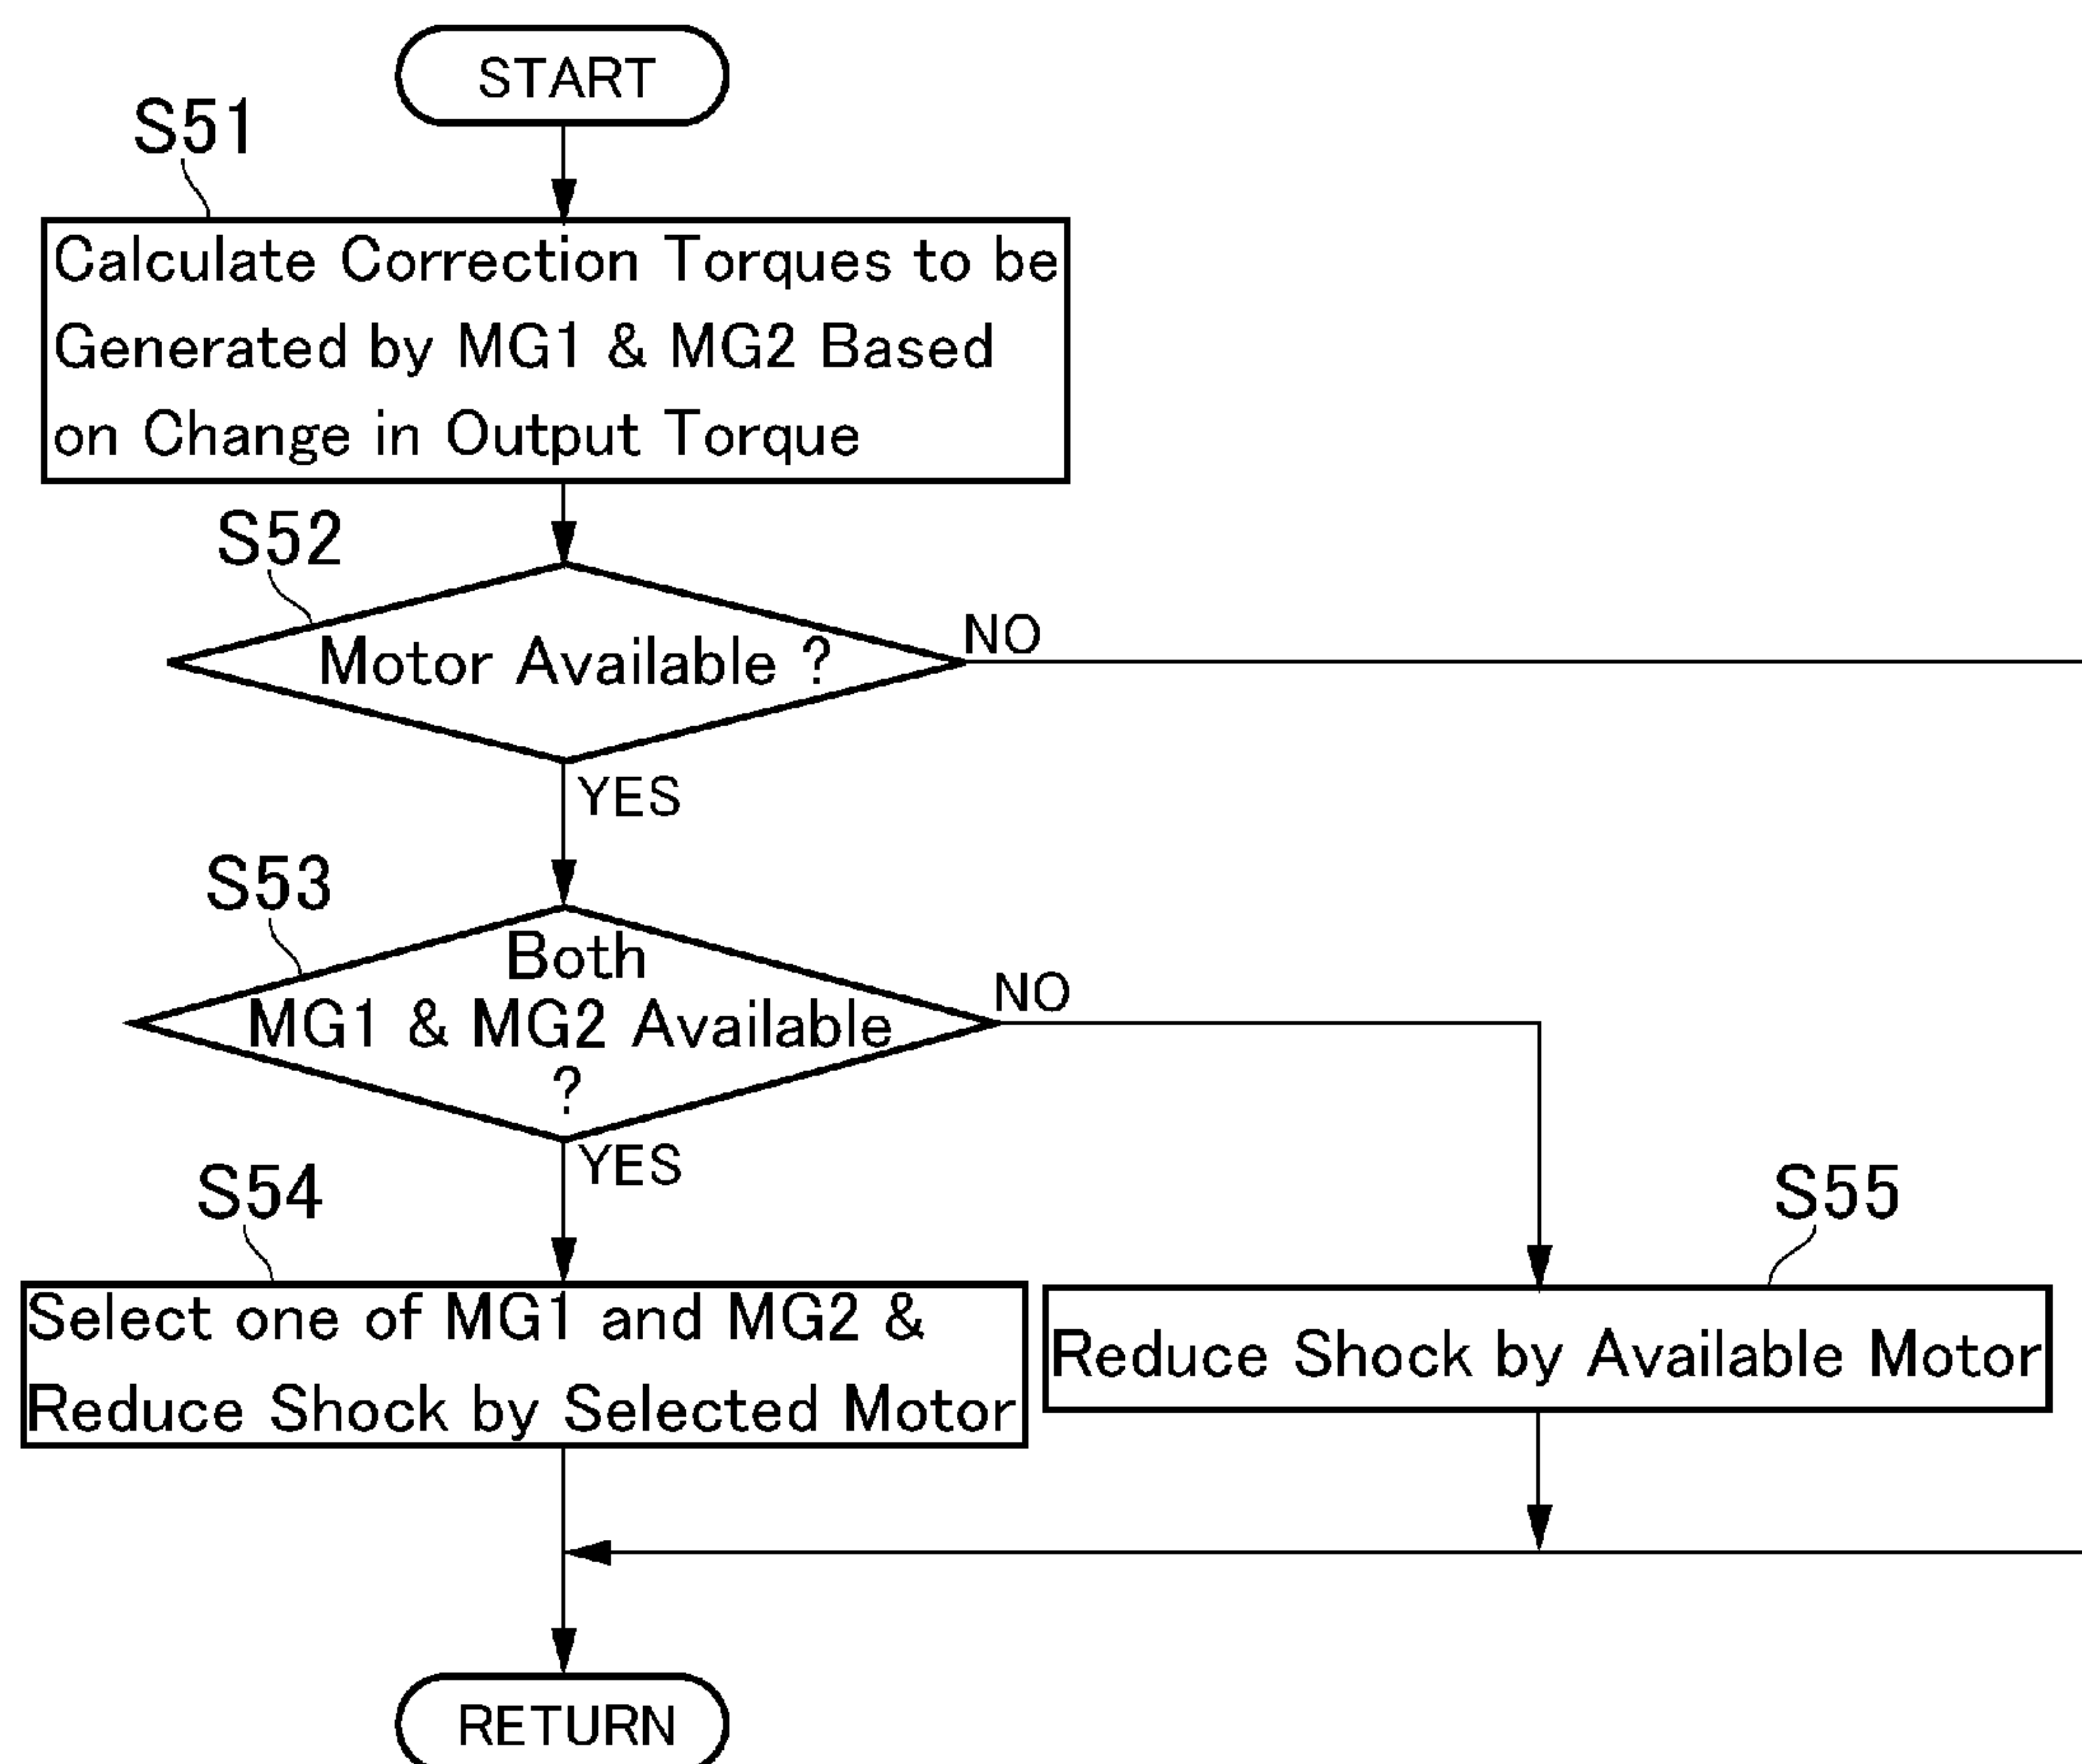 START
S51
Calculate Correction Torques to be
Generated by MG1 & MG2 Based
on Change in Output Torque
S52
Motor Available ?
NO
YES
S53
Both
MG1 & MG2 Available
?
NO
YES
S54
Select one of MG1 and MG2 &
Reduce Shock by Selected Motor
S55
Reduce Shock by Available Motor
RETURN